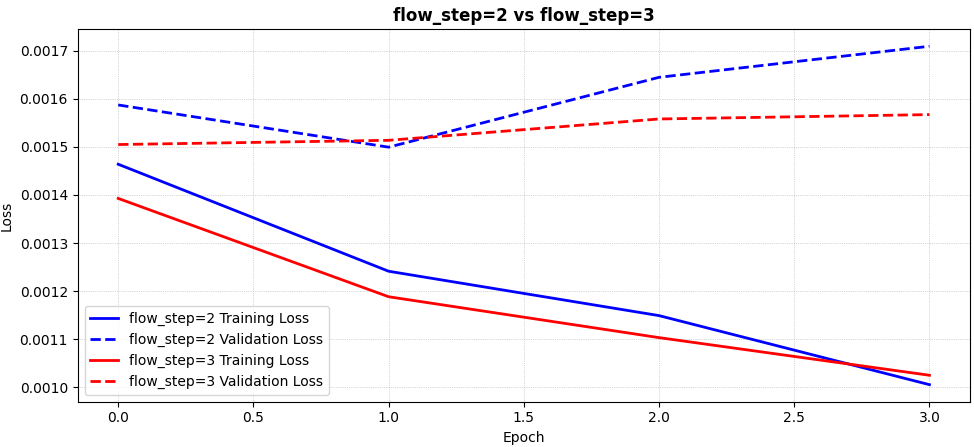 flow_step=2 vs flow_step=3
Loss
0.0017
0.0016
0.0015
0.0014
0.0013
0.0012
0.0011
0.0010
flow_step=2 Training Loss
flow_step=2 Validation Loss
flow_step=3 Training Loss
flow_step=3 Validation Loss
0.0 0.5 1.0 1.5 2.0 2.5 3.0
Epoch